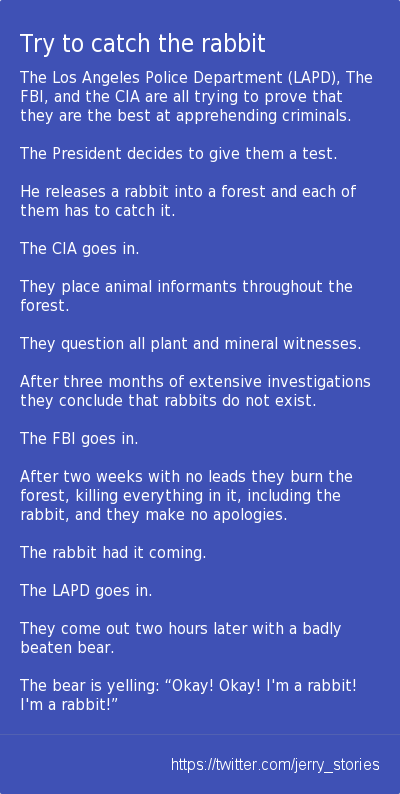 Try to catch the rabbit
The Los Angeles Police Department (LAPD), The
FBI, and the CIA are all trying to prove that
they are the best at apprehending criminals.
The President decides to give them a test.
He releases a rabbit into a forest and each of
them has to catch it.
The CIA goes in.
They place animal informants throughout the
forest.
They question all plant and mineral witnesses.
After three months of extensive investigations
they conclude that rabbits do not exist.
The FBI goes in.
After two weeks with no leads they burn the
forest, killing everything in it, including the
rabbit, and they make no apologies.
The rabbit had it coming.
The LAPD goes in.
They come out two hours later with a badly
beaten bear.
The bear is yelling: “Okay! Okay! I'm a rabbit!
I'm a rabbit!”
https://twitter.com/jerry_stories